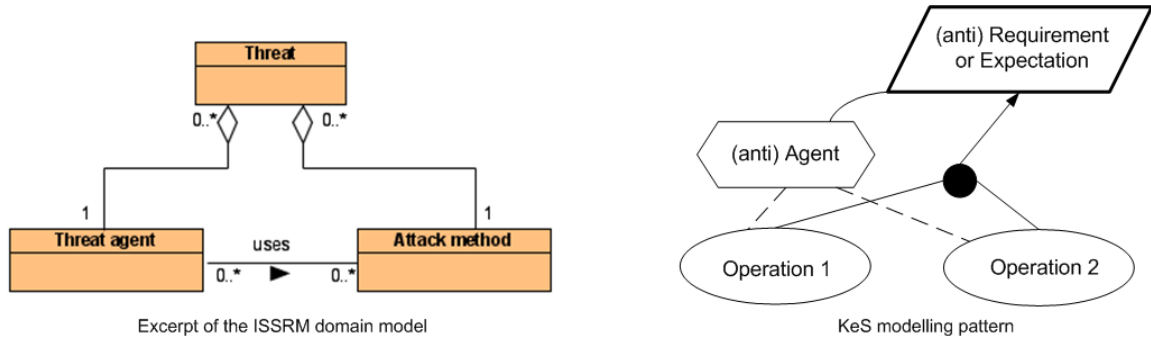 Threat
0..*
0..*
1
1
Threat agent
uses
Attack method
0..*
0..*
Excerpt of the ISSRM domain model
(anti) Requirement
or Expectation
(anti) Agent
Operation 1
Operation 2
KeS modelling pattern